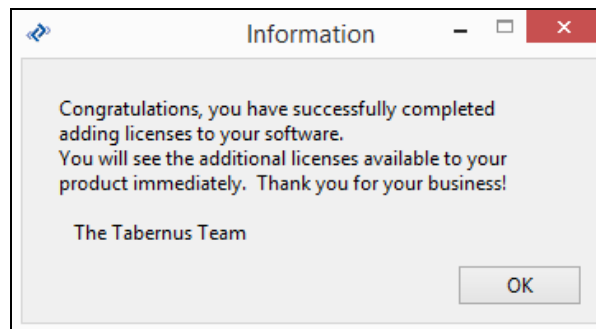 Information
Congratulations, you have successfully completed
adding licenses to your software.
You will see the additional licenses available to your
product immediately.  Thank you for your business!
The Tabernus Team
OK